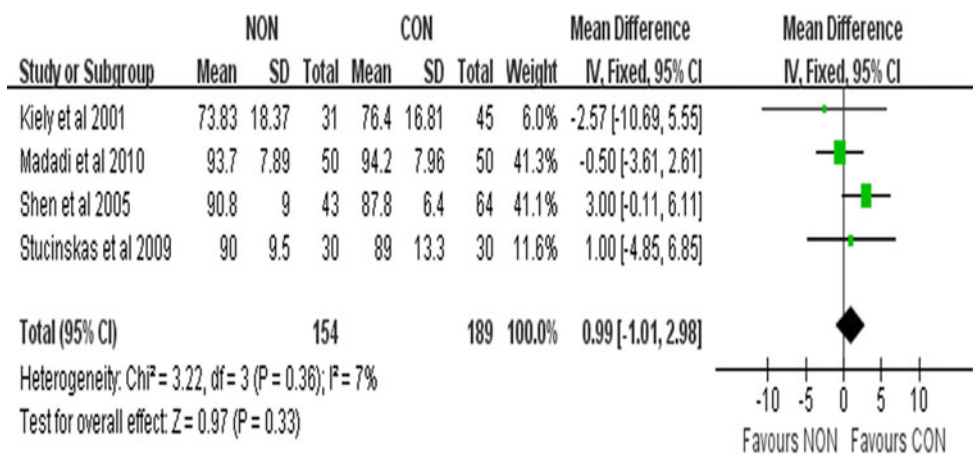 NON CON Mean Difference Mean Difference
Study or Subgroup Mean SD Total Mean SD Total Weight IV, Fixed, 95% CI IV, Fixed, 95% CI
Kiely et al 2001 73.83 18.37 31 76.4 16.81 45 6.0% -2.57 [-10.69, 5.55]
Madadi et al 2010 93.7 7.89 50 94.2 7.96 50 41.3% -0.50 [-3.61, 2.61]
Shen et al 2005 90.8 9 43 87.8 6.4 64 41.1% 3.00 [-0.11, 6.11]
Stucinskas et al 2009 90 9.5 30 89 13.3 30 11.6% 1.00 [-4.85, 6.85]
Total (95% CI) 154 189 100.0% 0.99 [-1.01, 2.98]
Heterogeneity: Chi² = 3.22, df = 3 (P = 0.36); I² = 7%
Test for overall effect: Z = 0.97 (P = 0.33)
-10 -5 0 5 10
Favours NON Favours CON